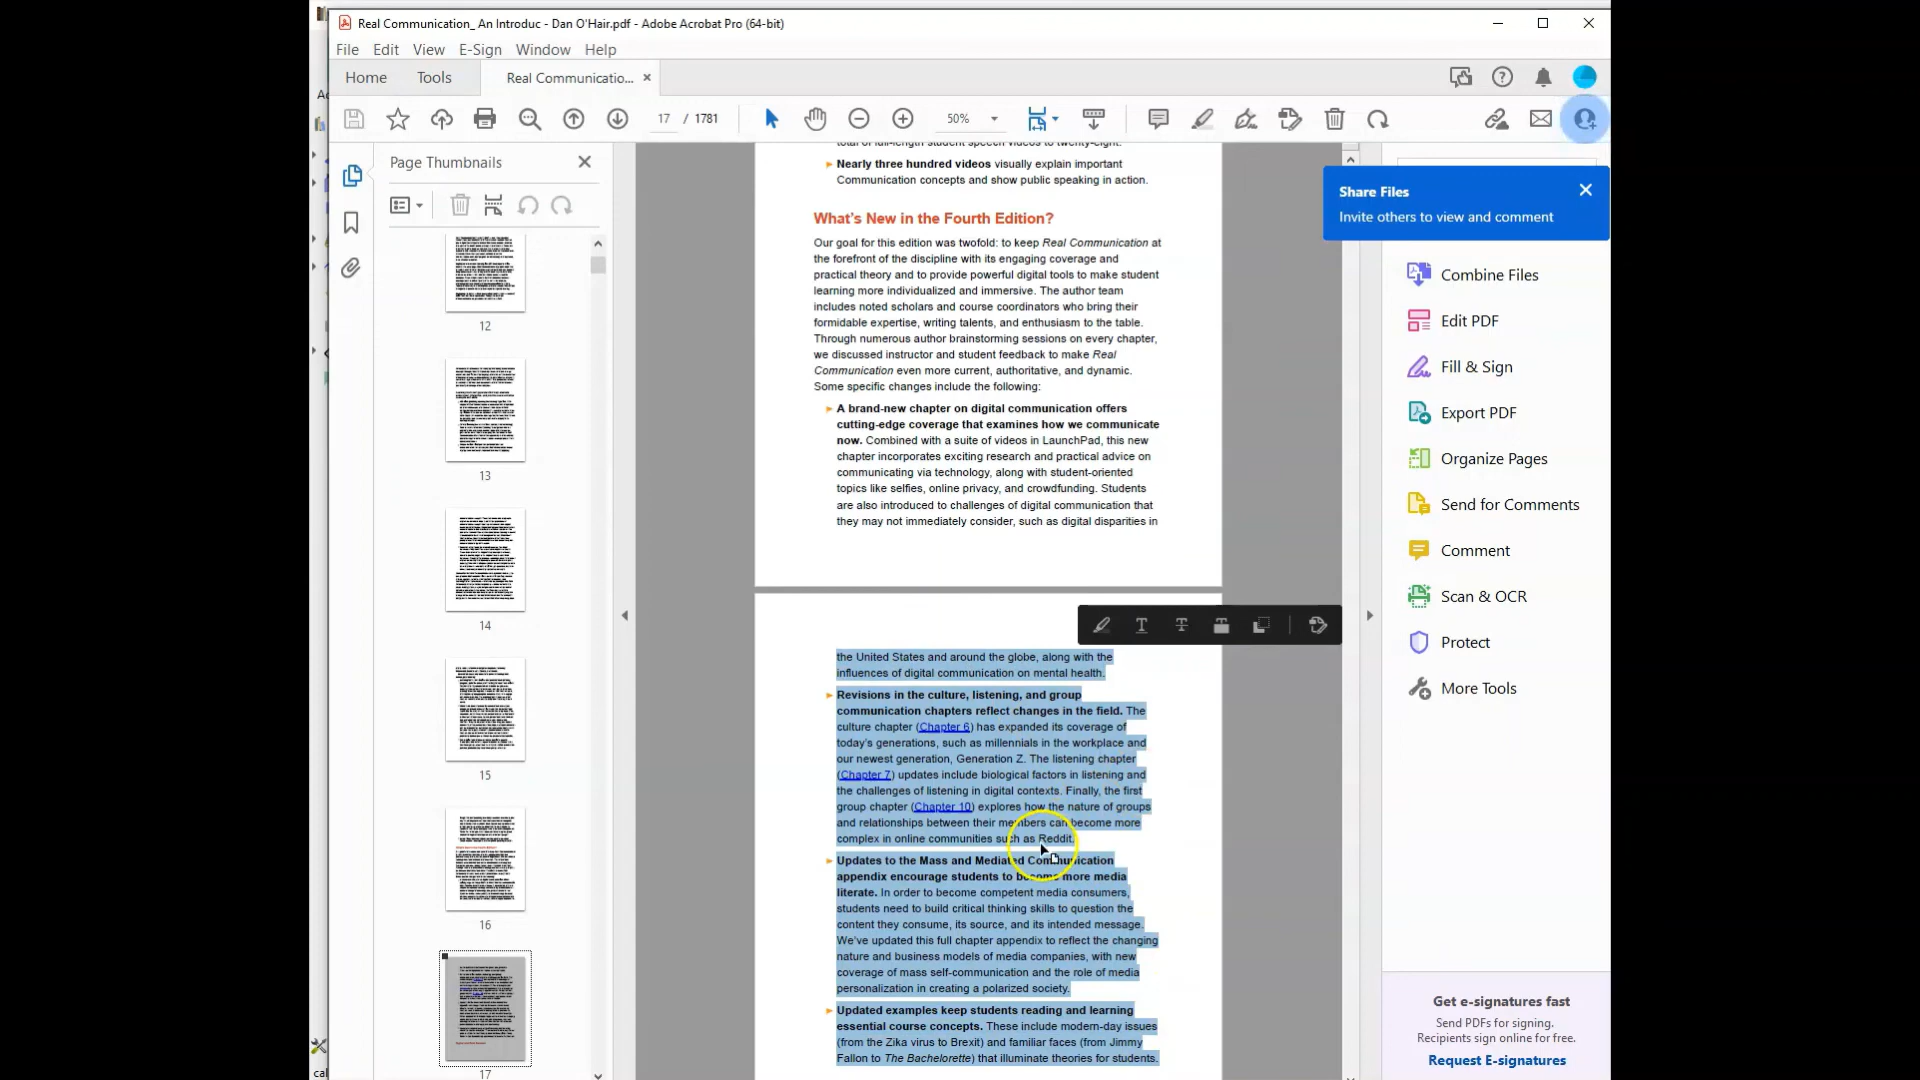 Real Communication_ An Introduc - Dan O'Hair.pdf - Adobe Acrobat Pro (64-bit)
File Edit View E-Sign Window Help
Home Tools Real Communicatio...
17 / 1781 50%
Page Thumbnails
12
13
14
15
16
17
total of full-length student speech videos to twenty-eight.
Nearly three hundred videos visually explain important
Communication concepts and show public speaking in action.
What's New in the Fourth Edition?
Our goal for this edition was twofold: to keep Real Communication at
the forefront of the discipline with its engaging coverage and
practical theory and to provide powerful digital tools to make student
learning more individualized and immersive. The author team
includes noted scholars and course coordinators who bring their
formidable expertise, writing talents, and enthusiasm to the table.
Through numerous author brainstorming sessions on every chapter,
we discussed instructor and student feedback to make Real
Communication even more current, authoritative, and dynamic.
Some specific changes include the following:
A brand-new chapter on digital communication offers
cutting-edge coverage that examines how we communicate
now. Combined with a suite of videos in LaunchPad, this new
chapter incorporates exciting research and practical advice on
communicating via technology, along with student-oriented
topics like selfies, online privacy, and crowdfunding. Students
are also introduced to challenges of digital communication that
they may not immediately consider, such as digital disparities in
the United States and around the globe, along with the
influences of digital communication on mental health.
Revisions in the culture, listening, and group
communication chapters reflect changes in the field. The
culture chapter (Chapter 6) has expanded its coverage of
today's generations, such as millennials in the workplace and
our newest generation, Generation Z. The listening chapter
(Chapter 7) updates include biological factors in listening and
the challenges of listening in digital contexts. Finally, the first
group chapter (Chapter 10) explores how the nature of groups
and relationships between their members can become more
complex in online communities such as Reddit.
Updates to the Mass and Mediated Communication
appendix encourage students to become more media
literate. In order to become competent media consumers,
students need to build critical thinking skills to question the
content they consume, its source, and its intended message.
We've updated this full chapter appendix to reflect the changing
nature and business models of media companies, with new
coverage of mass self-communication and the role of media
personalization in creating a polarized society.
Updated examples keep students reading and learning
essential course concepts. These include modern-day issues
(from the Zika virus to Brexit) and familiar faces (from Jimmy
Fallon to The Bachelorette) that illuminate theories for students.
Share Files
Invite others to view and comment
Combine Files
Edit PDF
Fill & Sign
Export PDF
Organize Pages
Send for Comments
Comment
Scan & OCR
Protect
More Tools
Get e-signatures fast
Send PDFs for signing.
Recipients sign online for free.
Request E-signatures
cal